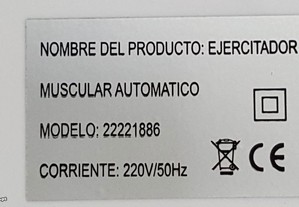 NOMBRE DEL PRODUCTO: EJERCITADOR
MUSCULAR AUTOMATICO
MODELO: 22221886
CORRIENTE: 220V/50Hz
CE